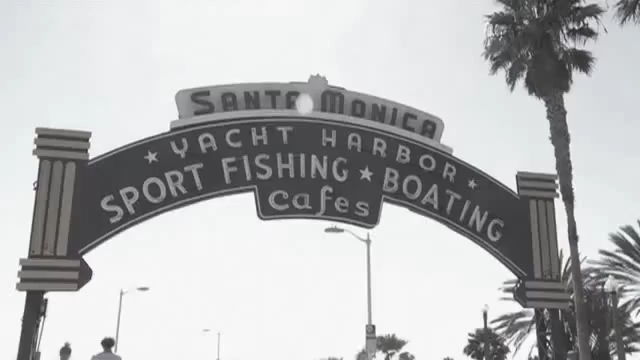 Santa Monica
★ YACHT HARBOR ★
SPORT FISHING ★ BOATING
Cafes